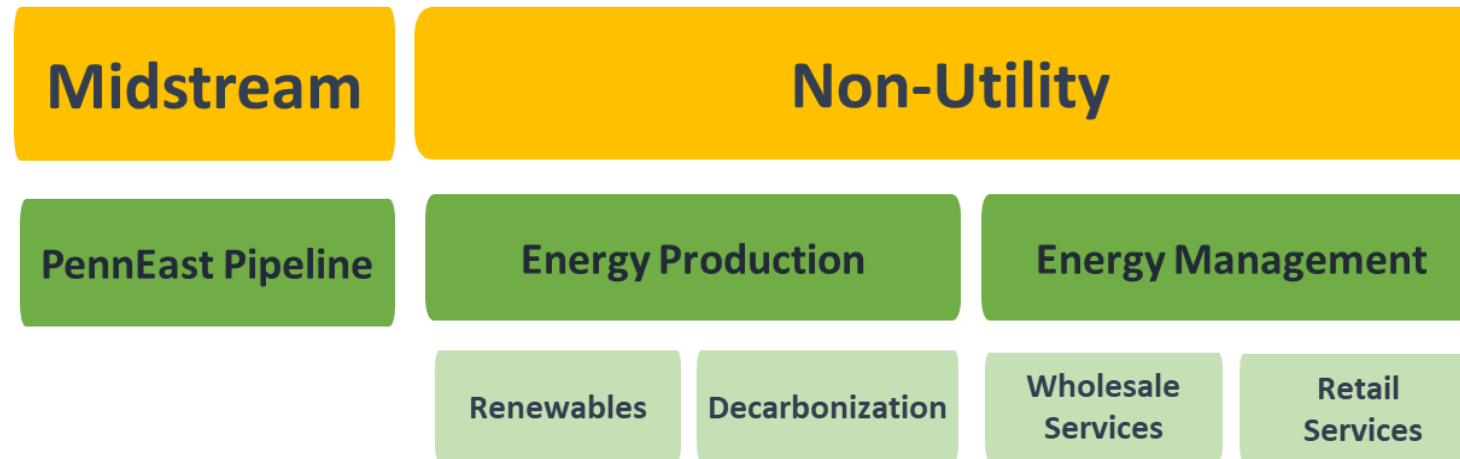 Midstream
Non-Utility
PennEast Pipeline
Energy Production
Energy Management
Renewables
Decarbonization
Wholesale
Services
Retail
Services